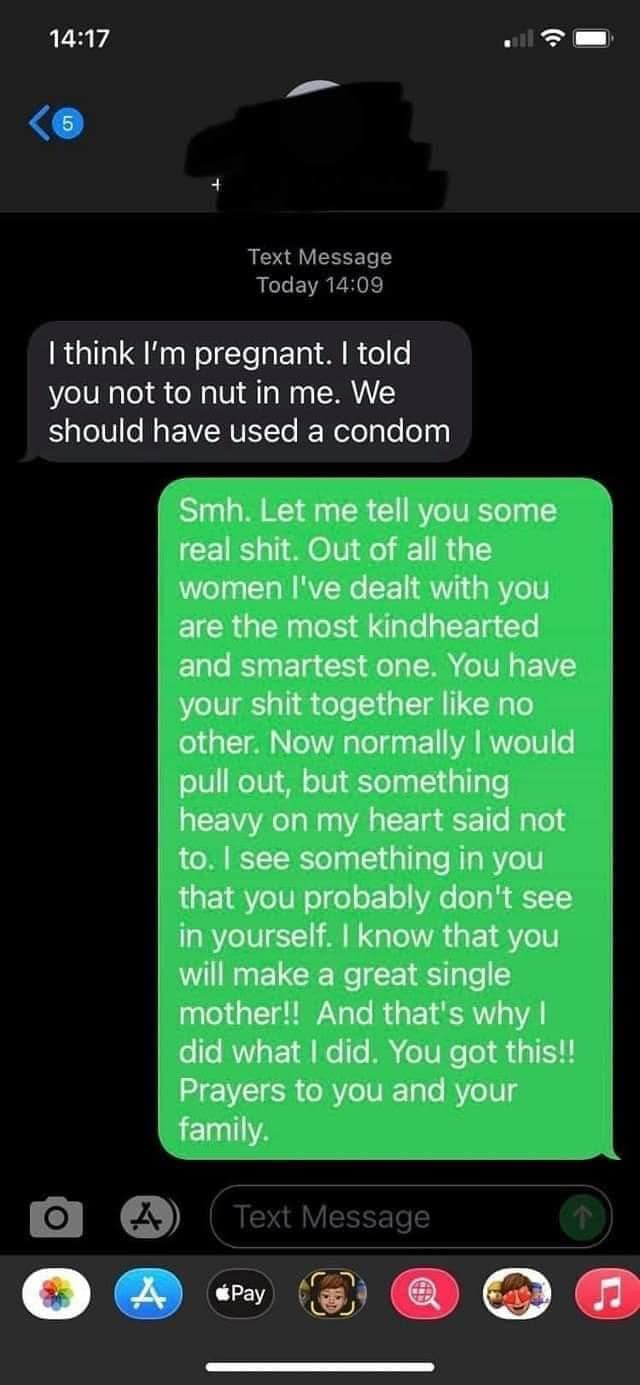 14:17
5
+
Text Message
Today 14:09
I think I’m pregnant. I told
you not to nut in me. We
should have used a condom
Smh. Let me tell you some
real shit. Out of all the
women I've dealt with you
are the most kindhearted
and smartest one. You have
your shit together like no
other. Now normally I would
pull out, but something
heavy on my heart said not
to. I see something in you
that you probably don't see
in yourself. I know that you
will make a great single
mother!!  And that's why I
did what I did. You got this!!
Prayers to you and your
family.
Text Message
Pay